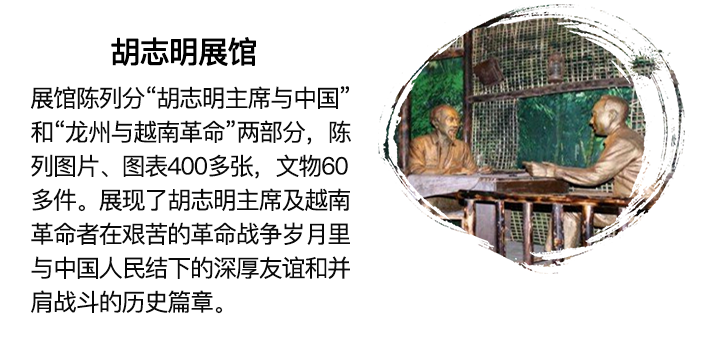 胡志明展馆
展馆陈列分“胡志明主席与中国”
和“龙州与越南革命”两部分，陈
列图片、图表400多张，文物60
多件。展现了胡志明主席及越南
革命者在艰苦的革命战争岁月里
与中国人民结下的深厚友谊和并
肩战斗的历史篇章。